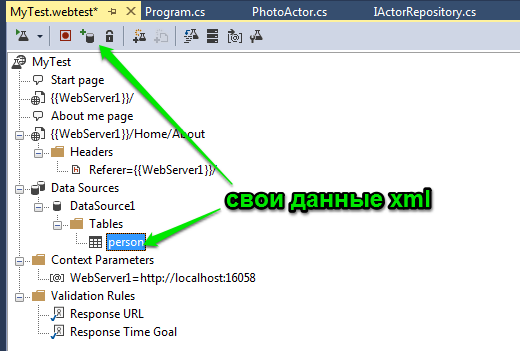 MyTest.webtest*
Program.cs
PhotoActor.cs
IActorRepository.cs
MyTest
Start page
{{WebServer1}}/
About me page
{{WebServer1}}/Home/About
Headers
Referer={{WebServer1}}/
Data Sources
DataSource1
свои данные xml
Tables
person
Context Parameters
WebServer1=http://localhost:16058
Validation Rules
Response URL
Response Time Goal